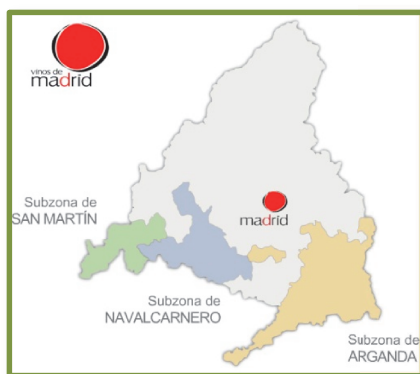 vinos de
madrid
Subzona de
SAN MARTÍN
madrid
Subzona de
NAVALCARNERO
Subzona de
ARGANDA